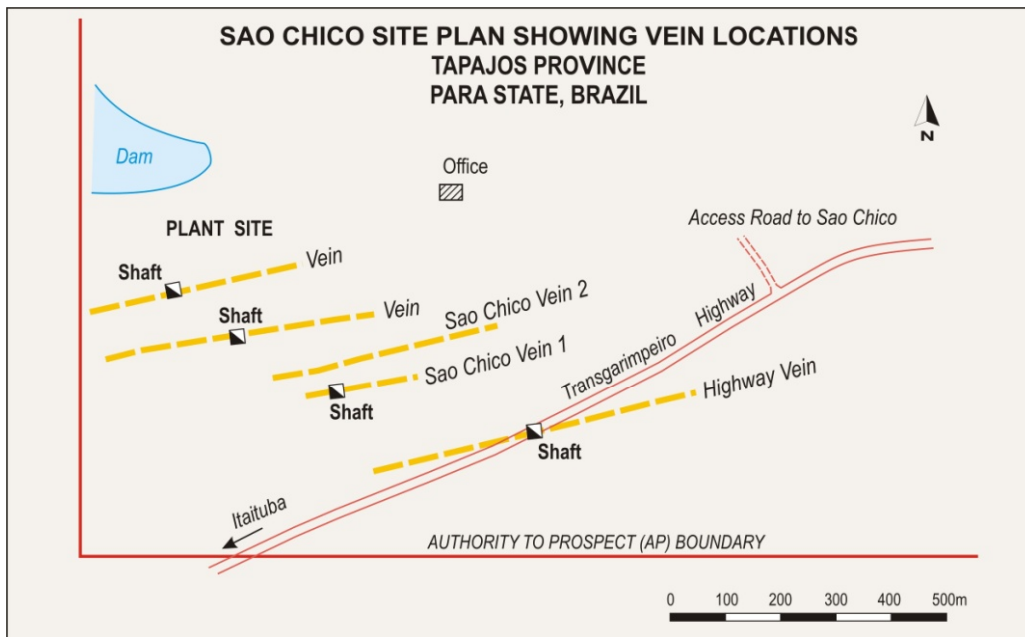 SAO CHICO SITE PLAN SHOWING VEIN LOCATIONS
TAPAJOS PROVINCE
PARA STATE, BRAZIL
N
Dam
Office
Access Road to Sao Chico
PLANT SITE
Vein
Shaft
Vein
Shaft
Sao Chico Vein 2
Highway
Sao Chico Vein 1
Transgarimpeiro
Highway Vein
Shaft
Shaft
Itaituba
AUTHORITY TO PROSPECT (AP) BOUNDARY
0 100 200 300 400 500m